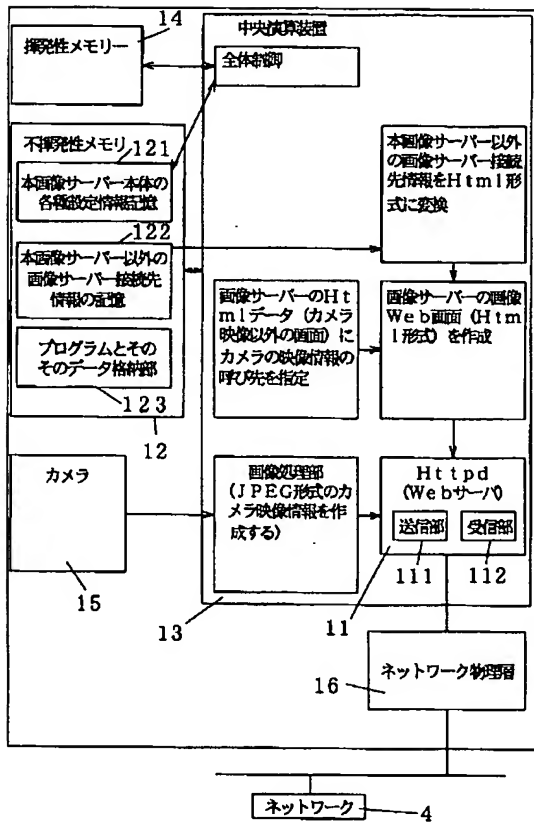 14
揮発性メモリー
中央演算装置
全体制御
不揮発性メモリ
121
本画像サーバー本体の
各種設定情報記憶
122
本画像サーバー以外の
画像サーバー接続先
情報の記憶
プログラムとその
そのデータ格納部
123
12
本画像サーバー以外
の画像サーバー接続
先情報をHtml形
式に変換
画像サーバーのHt
mlデータ(カメラ
映像以外の画面)に
カメラの映像情報の
呼び先を指定
画像サーバーの画像
Web画面(Htm
l形式)を作成
カメラ
15
画像処理部
(JPEG形式のカ
メラ映像情報を作
成する)
13
Httpd
(Webサーバ)
送信部
受信部
111
112
11
ネットワーク物理層
16
ネットワーク
4